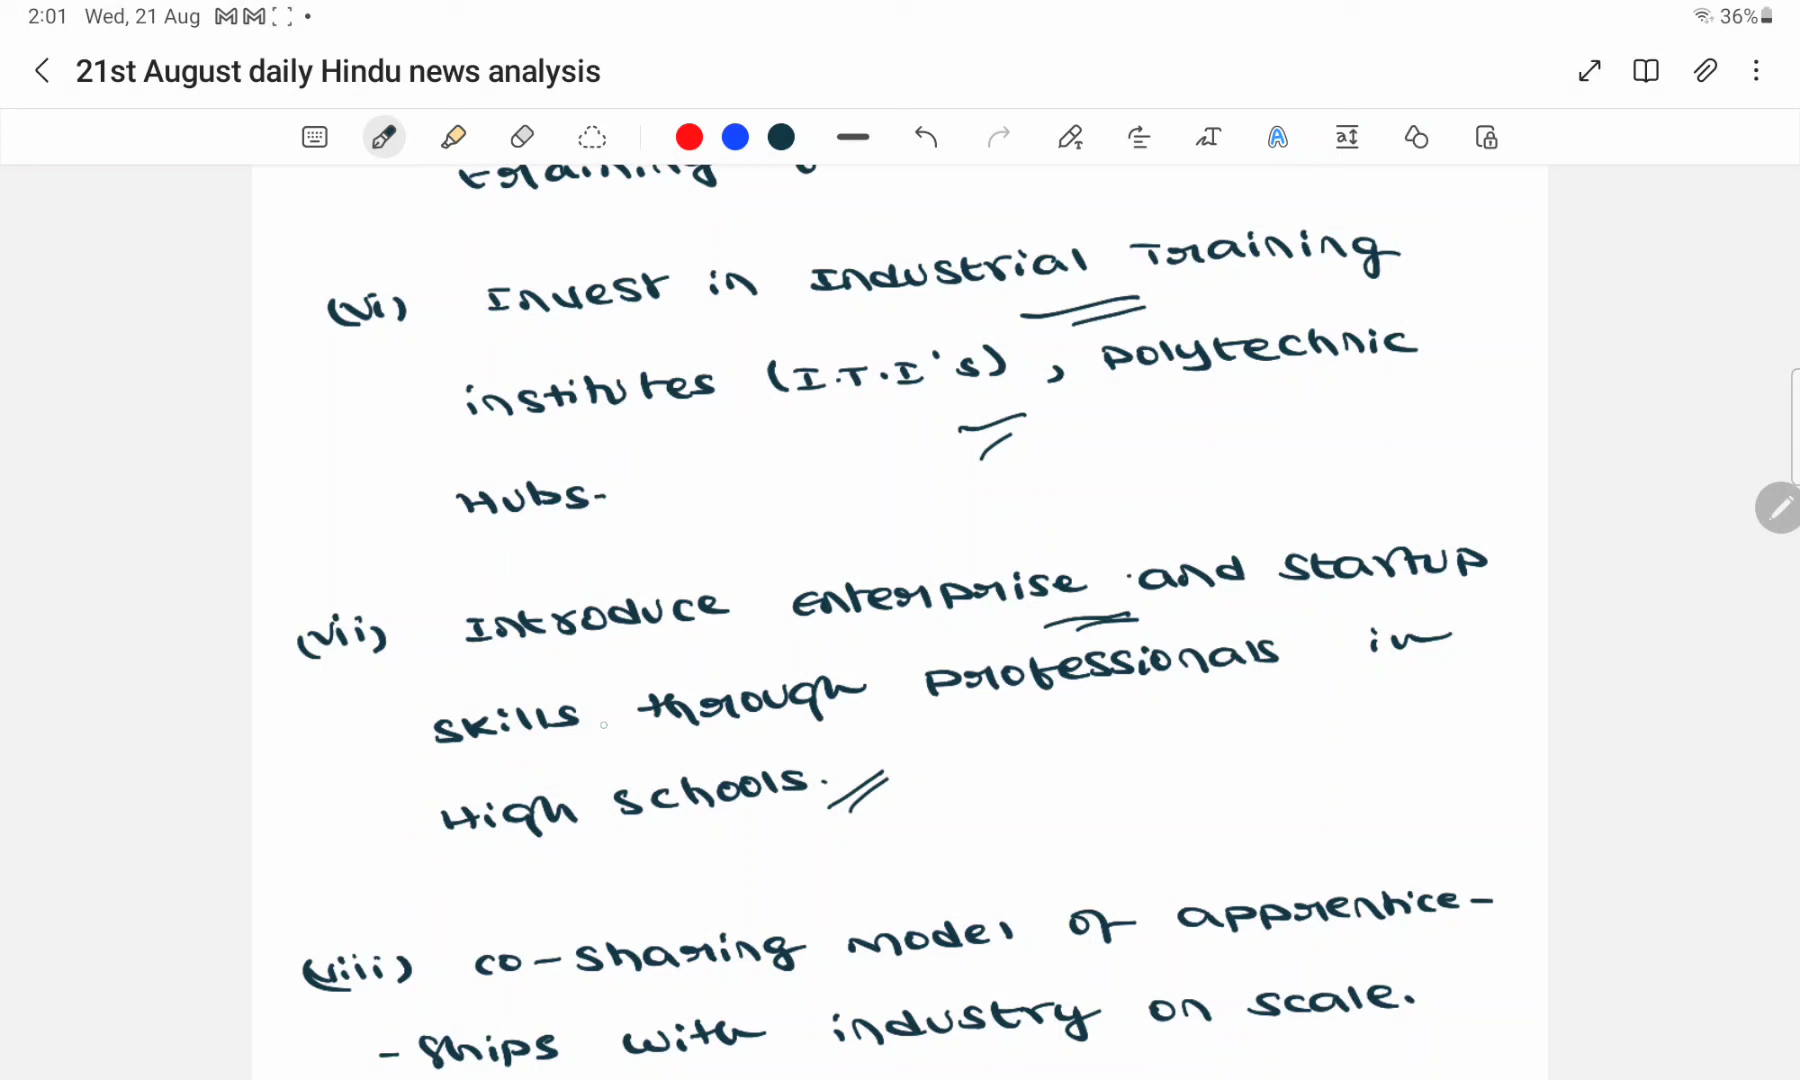 2:01 Wed, 21 Aug
36%
21st August daily Hindu news analysis
training
(vi) Invest in Industrial Training
institutes (I.T.I's), polytechnic
Hubs.
(vii) Introduce enterprise and startup
skills through professionals in
High schools.
(viii) co-sharing model of apprentice-
-ships with industry on scale.